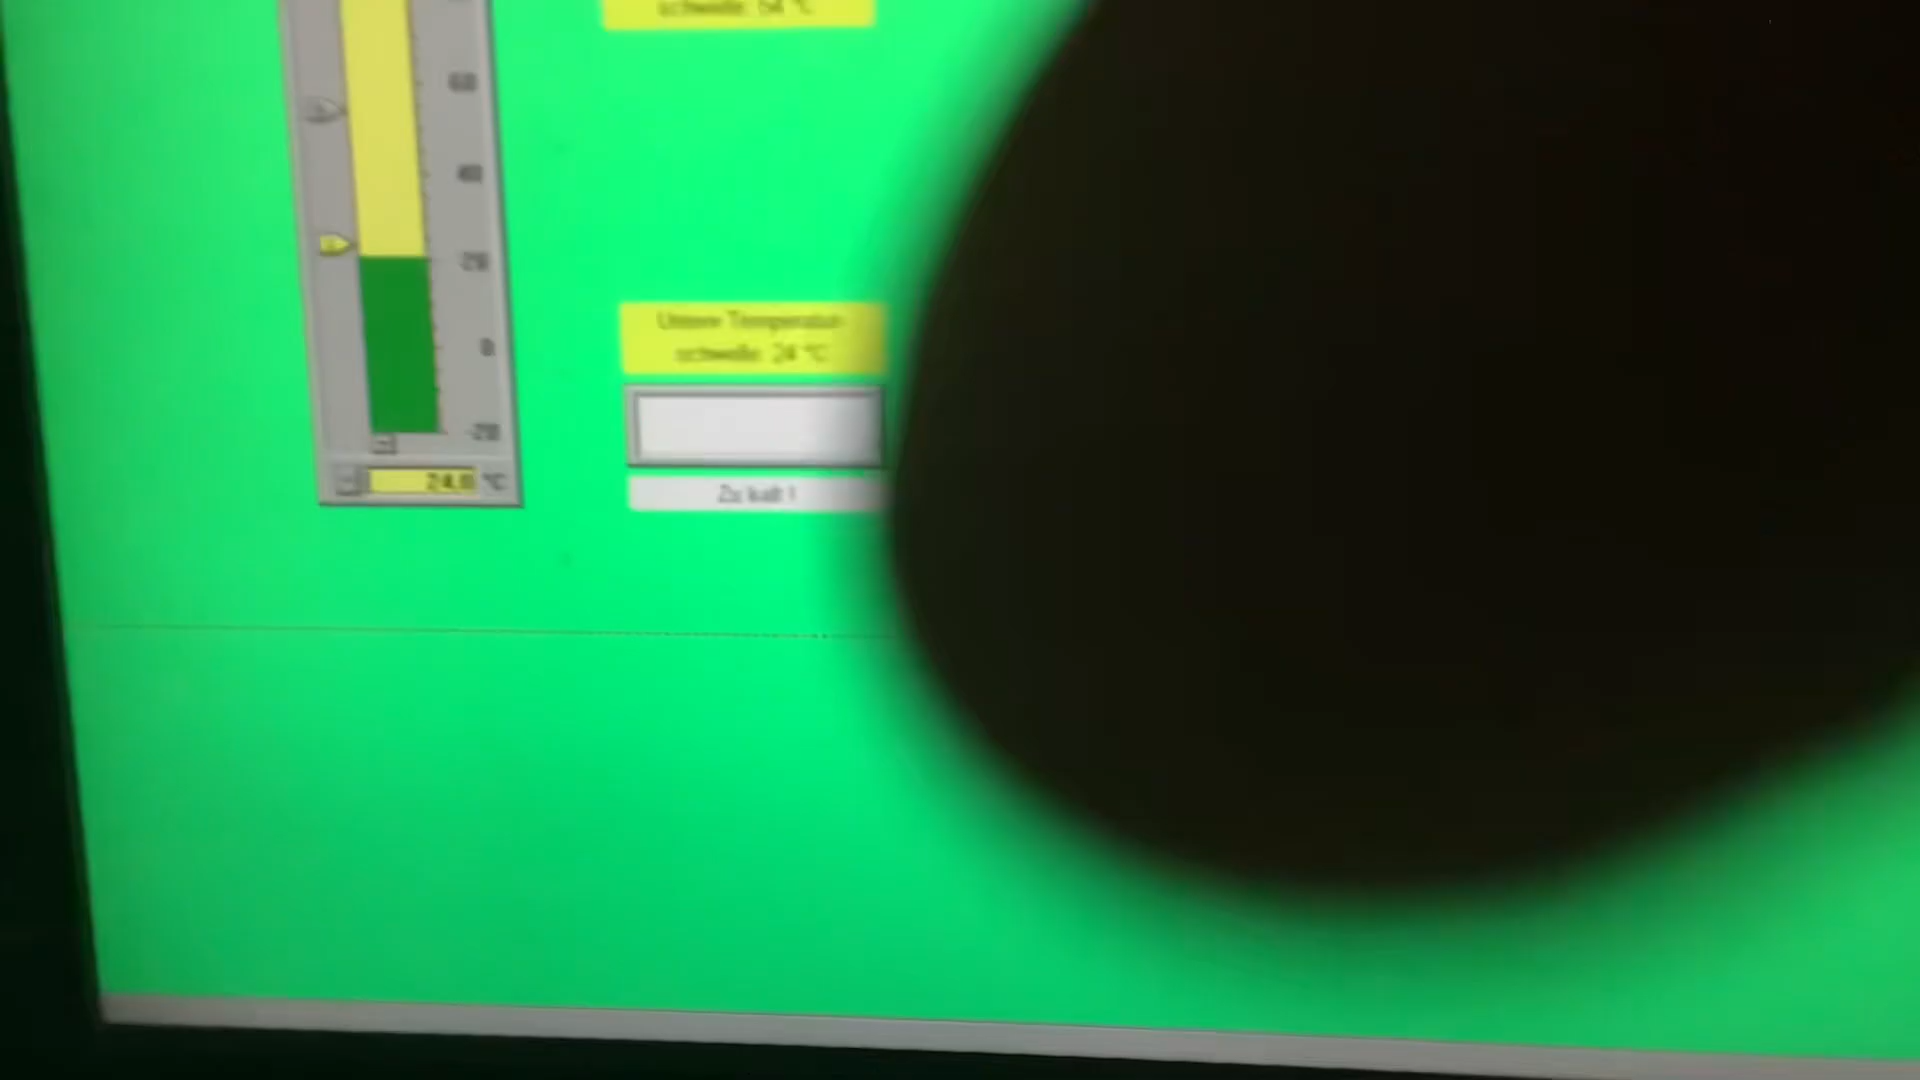 schwelle: 54 °C
60
40
20
Untere Temperatur-
schwelle: 24 °C
0
-20
24,0 °C
Zu kalt !